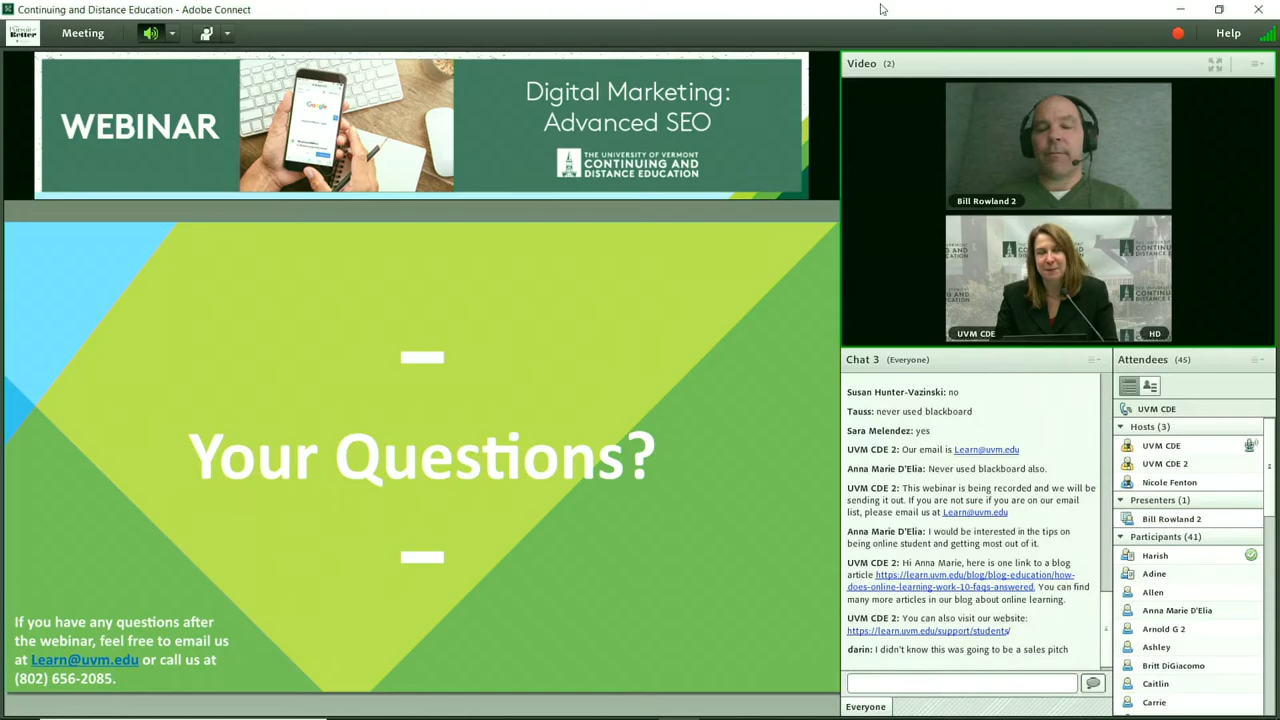 Continuing and Distance Education - Adobe Connect
Meeting
Help
WEBINAR
Google
Digital Marketing:
Advanced SEO
THE UNIVERSITY OF VERMONT
CONTINUING AND
DISTANCE EDUCATION
Your Questions?
If you have any questions after
the webinar, feel free to email us
at Learn@uvm.edu or call us at
(802) 656-2085.
Video (2)
Bill Rowland 2
UVM CDE
HD
Chat 3 (Everyone)
Susan Hunter-Vazinski: no
Tauss: never used blackboard
Sara Melendez: yes
UVM CDE 2: Our email is Learn@uvm.edu
Anna Marie D'Elia: Never used blackboard also.
UVM CDE 2: This webinar is being recorded and we will be
sending it out. If you are not sure if you are on our email
list, please email us at Learn@uvm.edu
Anna Marie D'Elia: I would be interested in the tips on
being online student and getting most out of it.
UVM CDE 2: Hi Anna Marie, here is one link to a blog
article https://learn.uvm.edu/blog/blog-education/how-
does-online-learning-work-10-faqs-answered. You can find
many more articles in our blog about online learning.
UVM CDE 2: You can also visit our website:
https://learn.uvm.edu/support/students/
darin: I didn't know this was going to be a sales pitch
Everyone
Attendees (45)
UVM CDE
Hosts (3)
UVM CDE
UVM CDE 2
Nicole Fenton
Presenters (1)
Bill Rowland 2
Participants (41)
Harish
Adine
Allen
Anna Marie D'Elia
Arnold G 2
Ashley
Britt DiGiacomo
Caitlin
Carrie